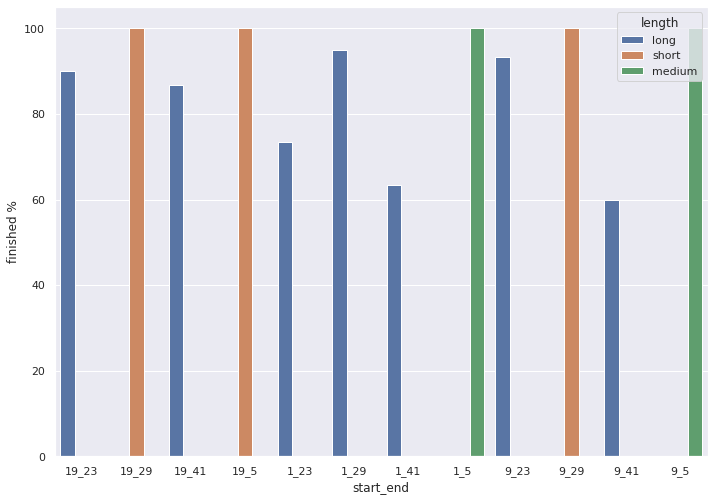 length
long
short
medium
100
80
60
40
20
0
finished %
19_23 19_29 19_41 19_5 1_23 1_29 1_41 1_5 9_23 9_29 9_41 9_5
start_end